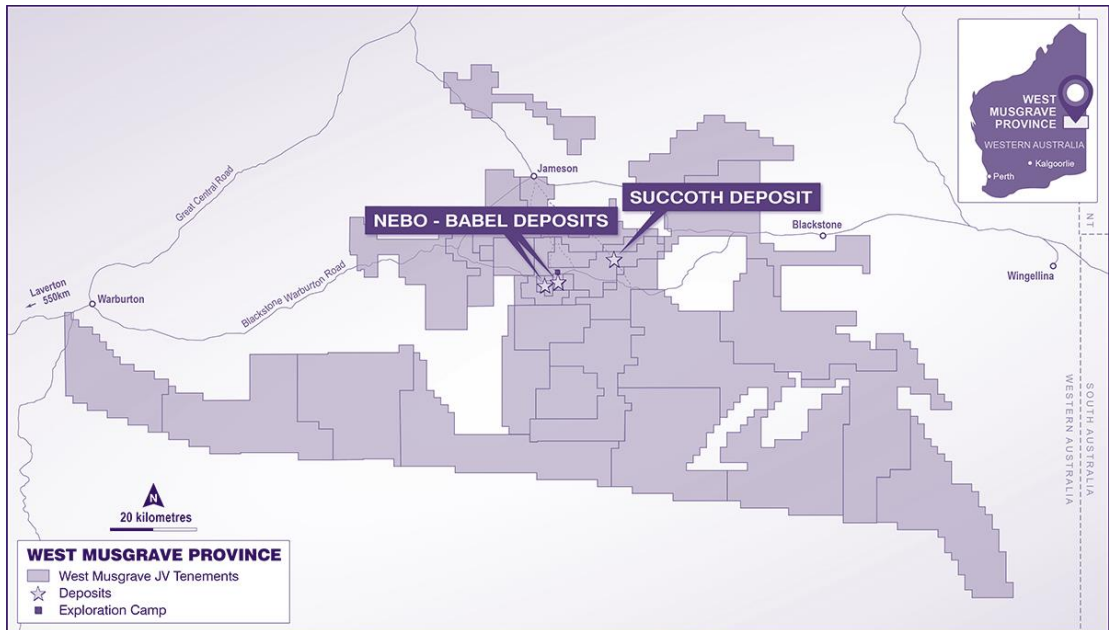 WEST
MUSGRAVE
PROVINCE
WESTERN AUSTRALIA
Kalgoorlie
Perth
NT
Jameson
Great Central Road
SUCCOTH DEPOSIT
NEBO - BABEL DEPOSITS
Blackstone
Wingellina
Laverton
550km
Warburton
Blackstone Warburton Road
WESTERN AUSTRALIA
SOUTH AUSTRALIA
N
20 kilometres
WEST MUSGRAVE PROVINCE
West Musgrave JV Tenements
Deposits
Exploration Camp